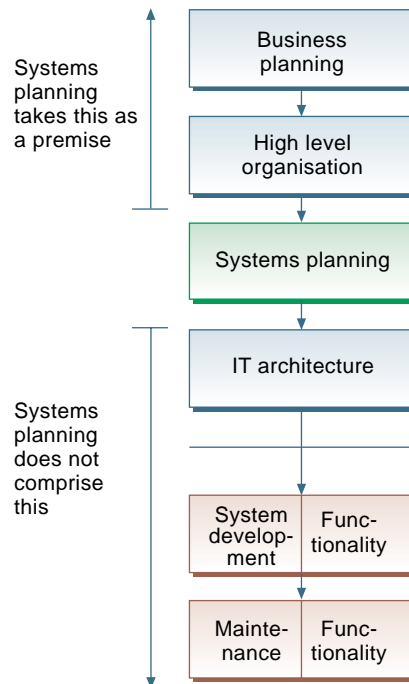 Business
planning
Systems
planning
takes this as
a premise
High level
organisation
Systems planning
IT architecture
Systems
planning
does not
comprise
this
System
develop-
ment
Func-
tionality
Mainte-
nance
Func-
tionality